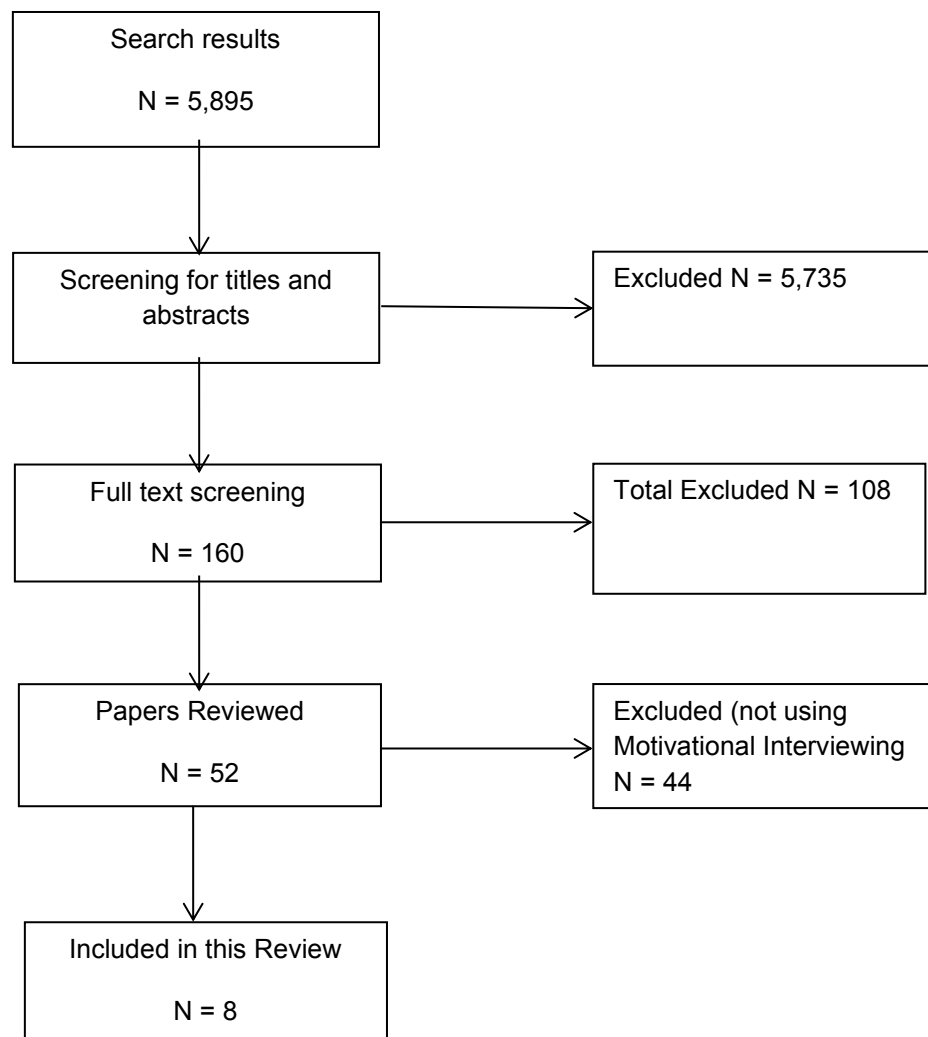 Search results
N = 5,895
Screening for titles and
abstracts
Excluded N = 5,735
Full text screening
N = 160
Total Excluded N = 108
Papers Reviewed
N = 52
Excluded (not using
Motivational Interviewing
N = 44
Included in this Review
N = 8